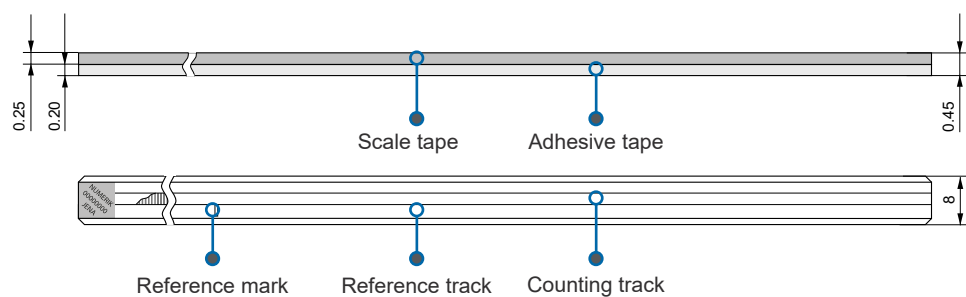 0.25
0.20
0.45
Scale tape
Adhesive tape
NUMERIK
00000000
JENA
8
Reference mark
Reference track
Counting track